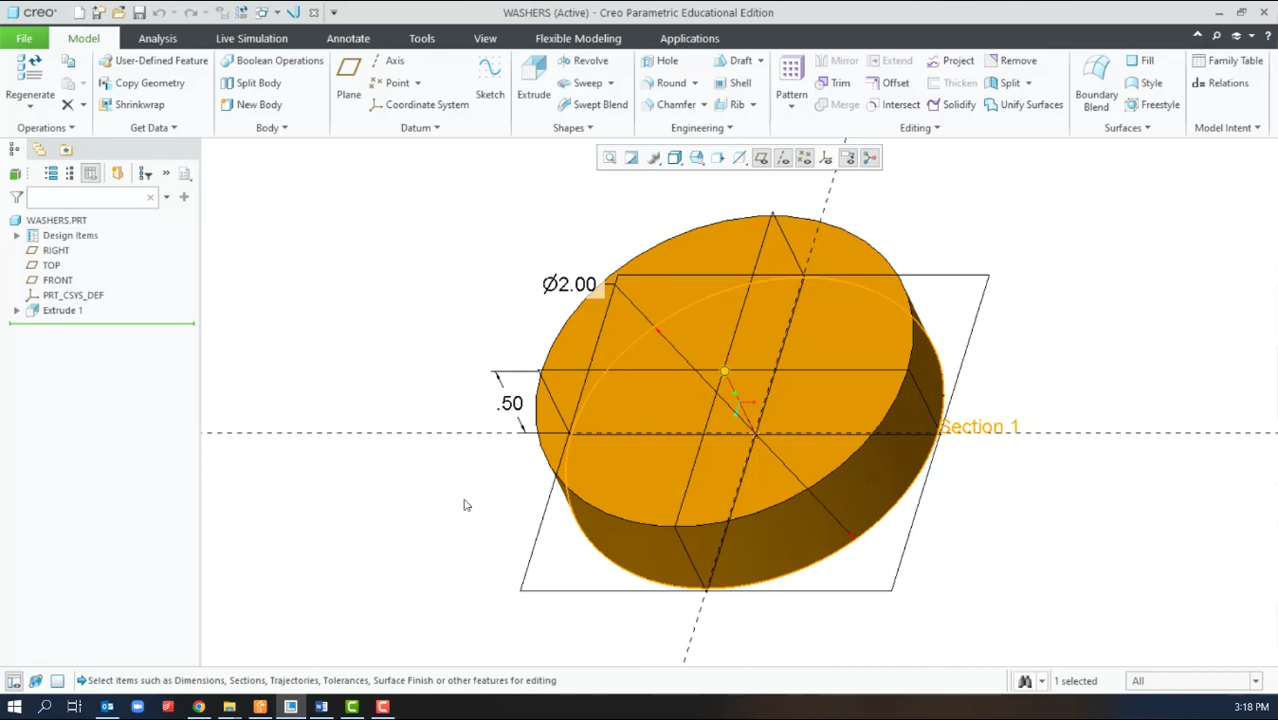 creo
WASHERS (Active) - Creo Parametric Educational Edition
File
Model
Analysis
Live Simulation
Annotate
Tools
View
Flexible Modeling
Applications
Regenerate
User-Defined Feature
Copy Geometry
Shrinkwrap
Operations
Get Data
Boolean Operations
Split Body
New Body
Body
Plane
Axis
Point
Coordinate System
Sketch
Datum
Extrude
Revolve
Sweep
Swept Blend
Shapes
Hole
Round
Chamfer
Draft
Shell
Rib
Engineering
Pattern
Mirror
Trim
Merge
Extend
Offset
Intersect
Project
Thicken
Solidify
Remove
Split
Unify Surfaces
Editing
Boundary
Blend
Fill
Style
Freestyle
Surfaces
Family Table
d= Relations
Model Intent
WASHERS.PRT
Design Items
RIGHT
TOP
FRONT
PRT_CSYS_DEF
Extrude 1
Ø2.00
.50
Section 1
Select items such as Dimensions, Sections, Trajectories, Tolerances, Surface Finish or other features for editing
1 selected
All
3:18 PM